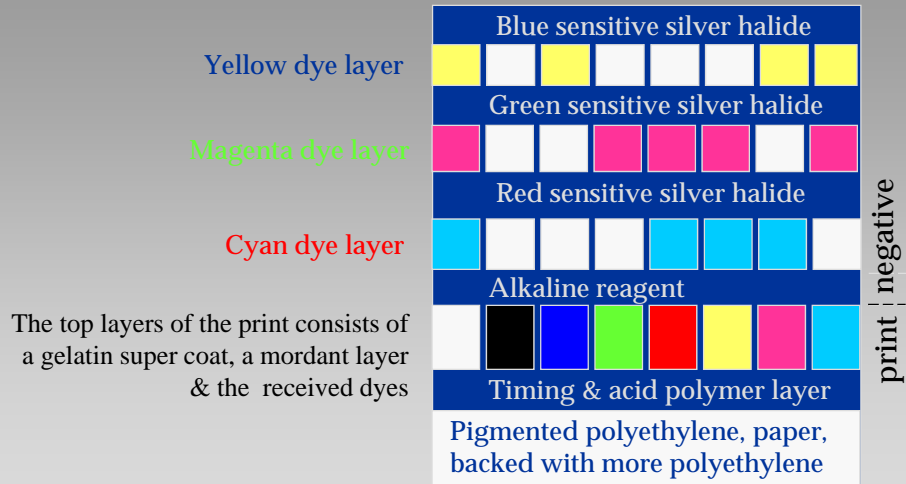 Blue sensitive silver halide
Yellow dye layer
Green sensitive silver halide
Magenta dye layer
Red sensitive silver halide
Cyan dye layer
negative
Alkaline reagent
The top layers of the print consists of
a gelatin super coat, a mordant layer
& the received dyes
print
Timing & acid polymer layer
Pigmented polyethylene, paper,
backed with more polyethylene